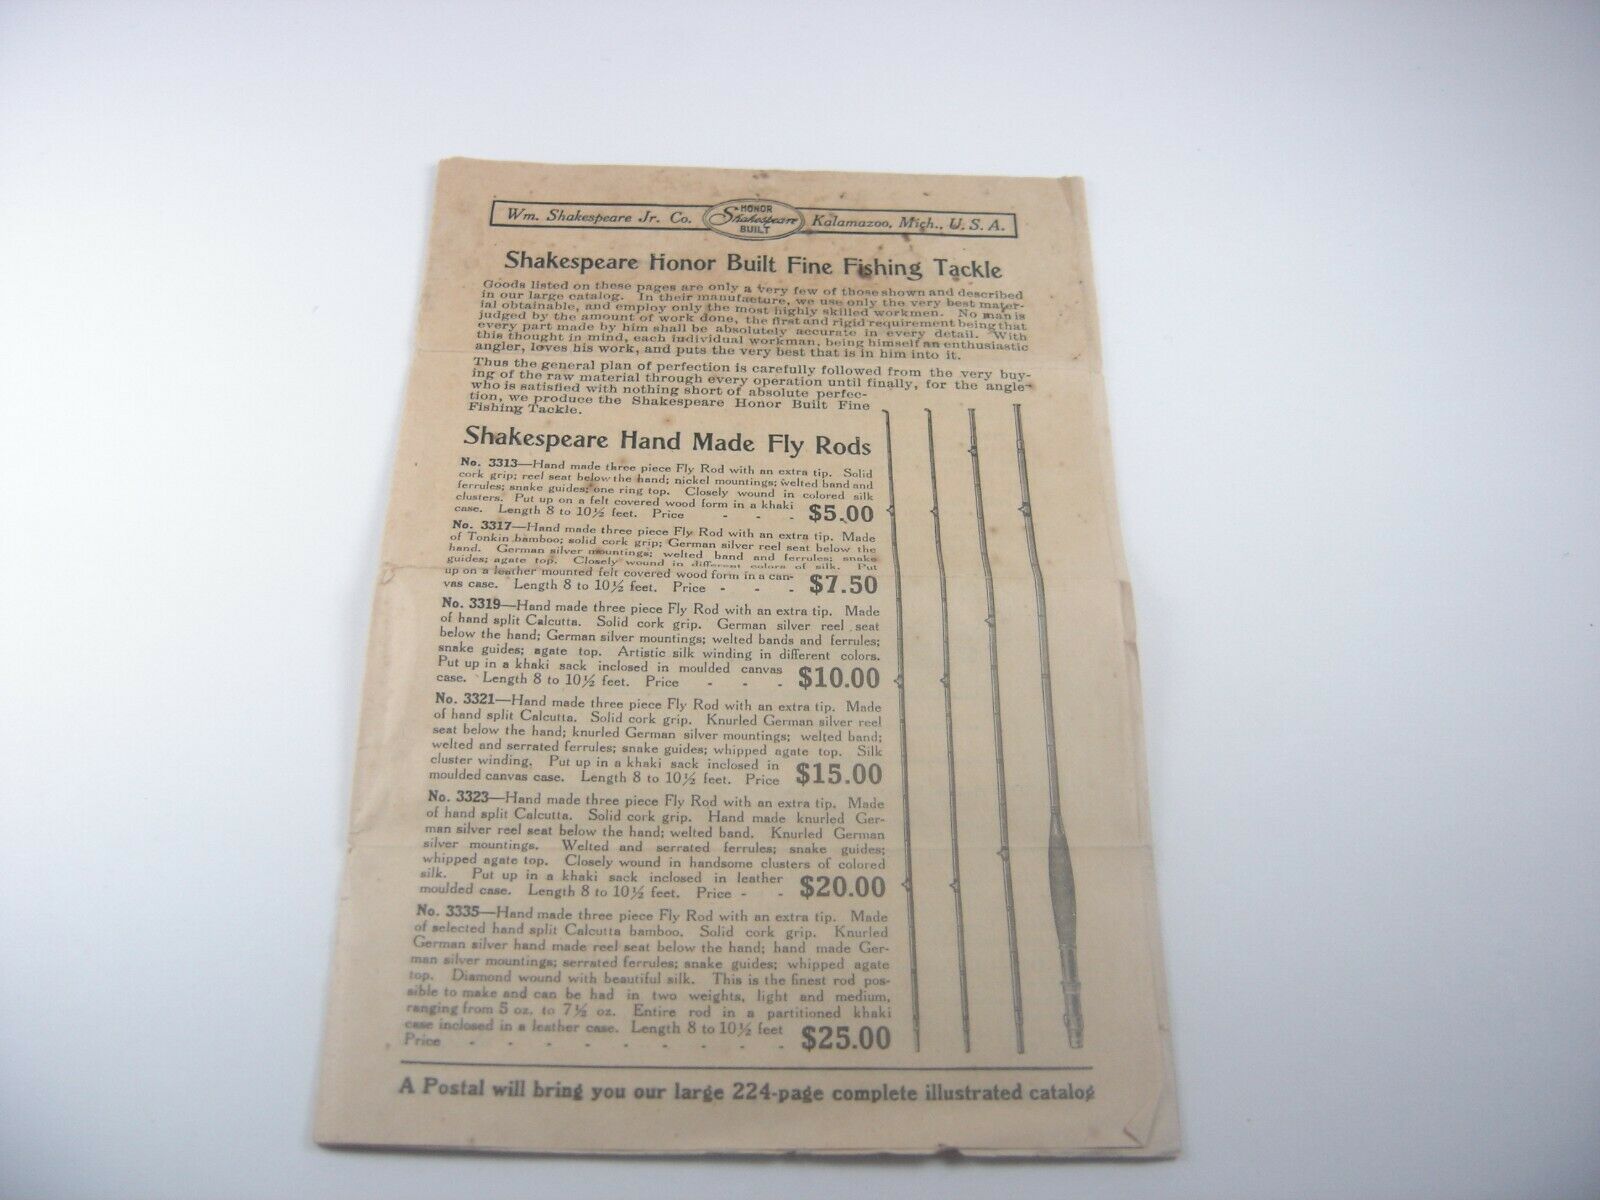 Wm. Shakespeare Jr. Co. HONOR Shakespeare BUILT Kalamazoo, Mich., U. S. A.
Shakespeare Honor Built Fine Fishing Tackle
Goods listed on these pages are only a very few of those shown and described
in our large catalog. In their manufacture, we use only the very best mater-
ial obtainable, and employ only the most highly skilled workmen. No man is
judged by the amount of work done, the first and rigid requirement being that
every part made by him shall be absolutely accurate in every detail. With
this thought in mind, each individual workman, being himself an enthusiastic
angler, loves his work, and puts the very best that is in him into it.
Thus the general plan of perfection is carefully followed from the very buy-
ing of the raw material through every operation until finally, for the angle-
who is satisfied with nothing short of absolute perfec-
tion, we produce the Shakespeare Honor Built Fine
Fishing Tackle.
Shakespeare Hand Made Fly Rods
No. 3313—Hand made three piece Fly Rod with an extra tip. Solid
cork grip; reel seat below the hand; nickel mountings; welted band and
ferrules; snake guides; one ring top. Closely wound in colored silk
clusters. Put up on a felt covered wood form in a khaki
case. Length 8 to 10½ feet. Price - - - $5.00
No. 3317—Hand made three piece Fly Rod with an extra tip. Made
of Tonkin bamboo; solid cork grip; German silver reel seat below the
hand. German silver mountings; welted band and ferrules; snake
guides; agate top. Closely wound in different colors of silk. Put
up on a leather mounted felt covered wood form in a can-
vas case. Length 8 to 10½ feet. Price - - - $7.50
No. 3319—Hand made three piece Fly Rod with an extra tip. Made
of hand split Calcutta. Solid cork grip. German silver reel seat
below the hand; German silver mountings; welted bands and ferrules;
snake guides; agate top. Artistic silk winding in different colors.
Put up in a khaki sack inclosed in moulded canvas
case. Length 8 to 10½ feet. Price - - - $10.00
No. 3321—Hand made three piece Fly Rod with an extra tip. Made
of hand split Calcutta. Solid cork grip. Knurled German silver reel
seat below the hand; knurled German silver mountings; welted band;
welted and serrated ferrules; snake guides; whipped agate top. Silk
cluster winding. Put up in a khaki sack inclosed in
moulded canvas case. Length 8 to 10½ feet. Price $15.00
No. 3323—Hand made three piece Fly Rod with an extra tip. Made
of hand split Calcutta. Solid cork grip. Hand made knurled Ger-
man silver reel seat below the hand; welted band. Knurled German
silver mountings. Welted and serrated ferrules; snake guides;
whipped agate top. Closely wound in handsome clusters of colored
silk. Put up in a khaki sack inclosed in leather
moulded case. Length 8 to 10½ feet. Price - - $20.00
No. 3335—Hand made three piece Fly Rod with an extra tip. Made
of selected hand split Calcutta bamboo. Solid cork grip. Knurled
German silver hand made reel seat below the hand; hand made Ger-
man silver mountings; serrated ferrules; snake guides; whipped agate
top. Diamond wound with beautiful silk. This is the finest rod pos-
sible to make and can be had in two weights, light and medium,
ranging from 5 oz. to 7½ oz. Entire rod in a partitioned khaki
case inclosed in a leather case. Length 8 to 10½ feet
Price - - - - - - - - - $25.00
A Postal will bring you our large 224-page complete illustrated catalog